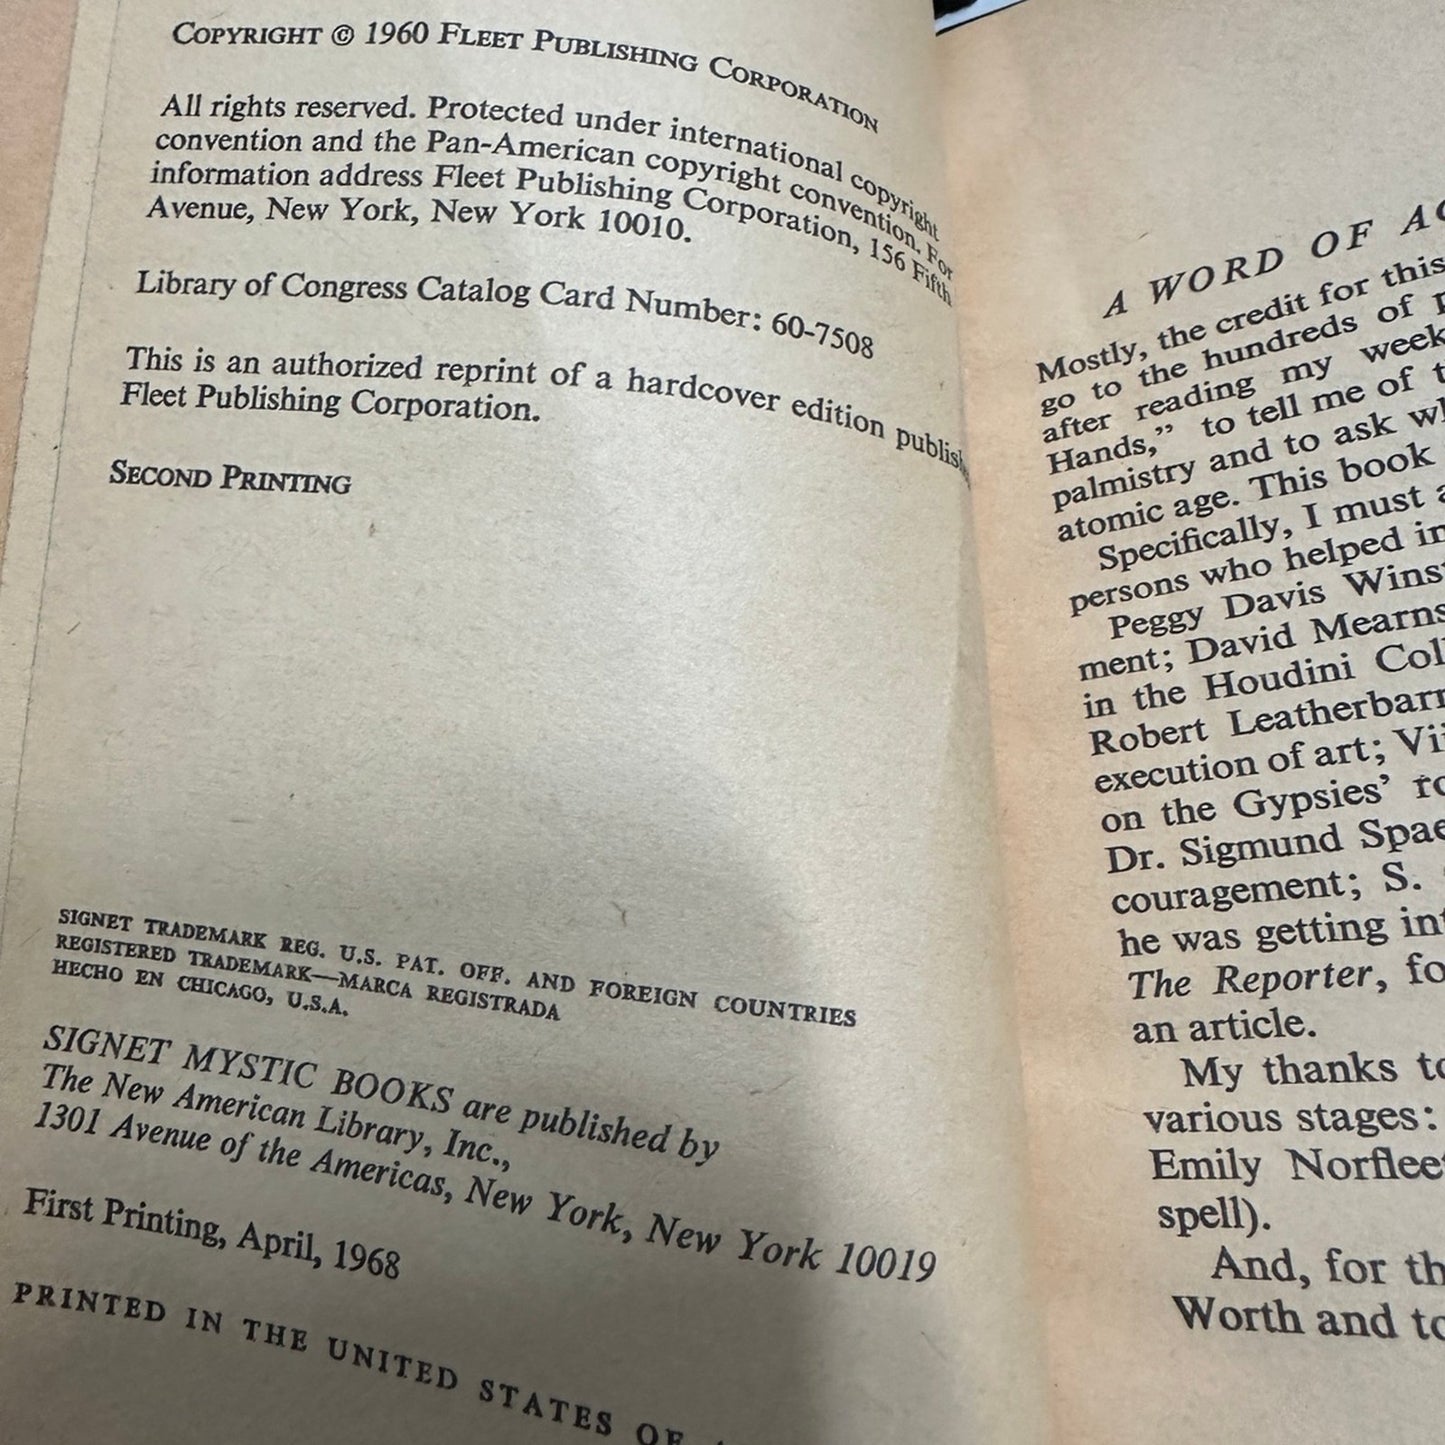 COPYRIGHT © 1960 FLEET PUBLISHING CORPORATION
All rights reserved. Protected under international copyright
convention and the Pan-American copyright convention. For
information address Fleet Publishing Corporation, 156 Fifth
Avenue, New York, New York 10010.
Library of Congress Catalog Card Number: 60-7508
This is an authorized reprint of a hardcover edition
Fleet Publishing Corporation.
SECOND PRINTING
SIGNET TRADEMARK REG. U.S. PAT. OFF. AND FOREIGN COUNTRIES
REGISTERED TRADEMARK—MARCA REGISTRADA
HECHO EN CHICAGO, U.S.A.
SIGNET MYSTIC BOOKS are published by
The New American Library, Inc.,
1301 Avenue of the Americas, New York, New York 10019
First Printing, April, 1968
PRINTED IN THE UNITED STATES OF
A WORD OF
Mostly, the credit for this
go to the hundreds of
after reading my week
Hands," to tell me of
palmistry and to ask
atomic age. This book
Specifically, I must
persons who helped in
Peggy Davis
ment; David Mearns
in the Houdini
Robert
execution of art;
on the Gypsies'
Dr. Sigmund
couragement; S.
he was getting
The Reporter,
an article.
My thanks
various stages:
Emily
spell).
And, for
Worth and